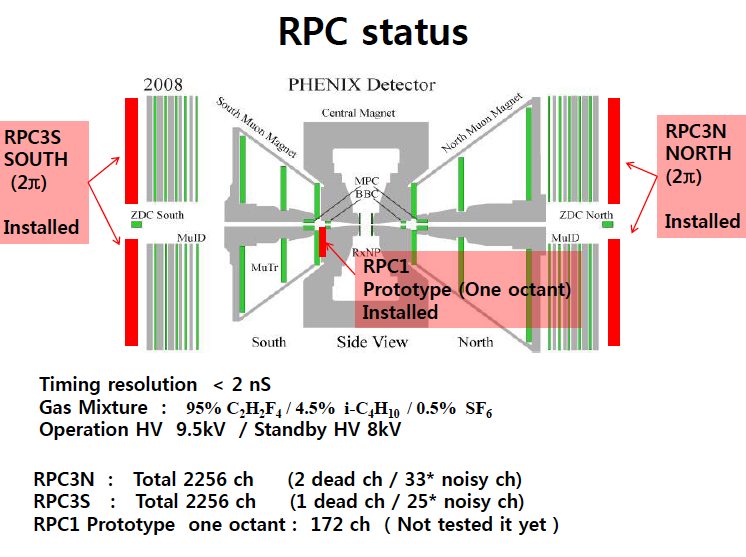 RPC status
2008
PHENIX Detector
South Muon Magnet
Central Magnet
North Muon Magnet
RPC3S
SOUTH
(2π)
Installed
RPC3N
NORTH
(2π)
Installed
MPC
BBC
ZDC South
ZDC North
MuID
MuID
RxNP
MuTr
RPC1
Prototype (One octant)
Installed
South
Side View
North
Timing resolution < 2 nS
Gas Mixture : 95% C2H2F4 / 4.5% i-C4H10 / 0.5% SF6
Operation HV 9.5kV / Standby HV 8kV
RPC3N : Total 2256 ch (2 dead ch / 33* noisy ch)
RPC3S : Total 2256 ch (1 dead ch / 25* noisy ch)
RPC1 Prototype one octant : 172 ch ( Not tested it yet )